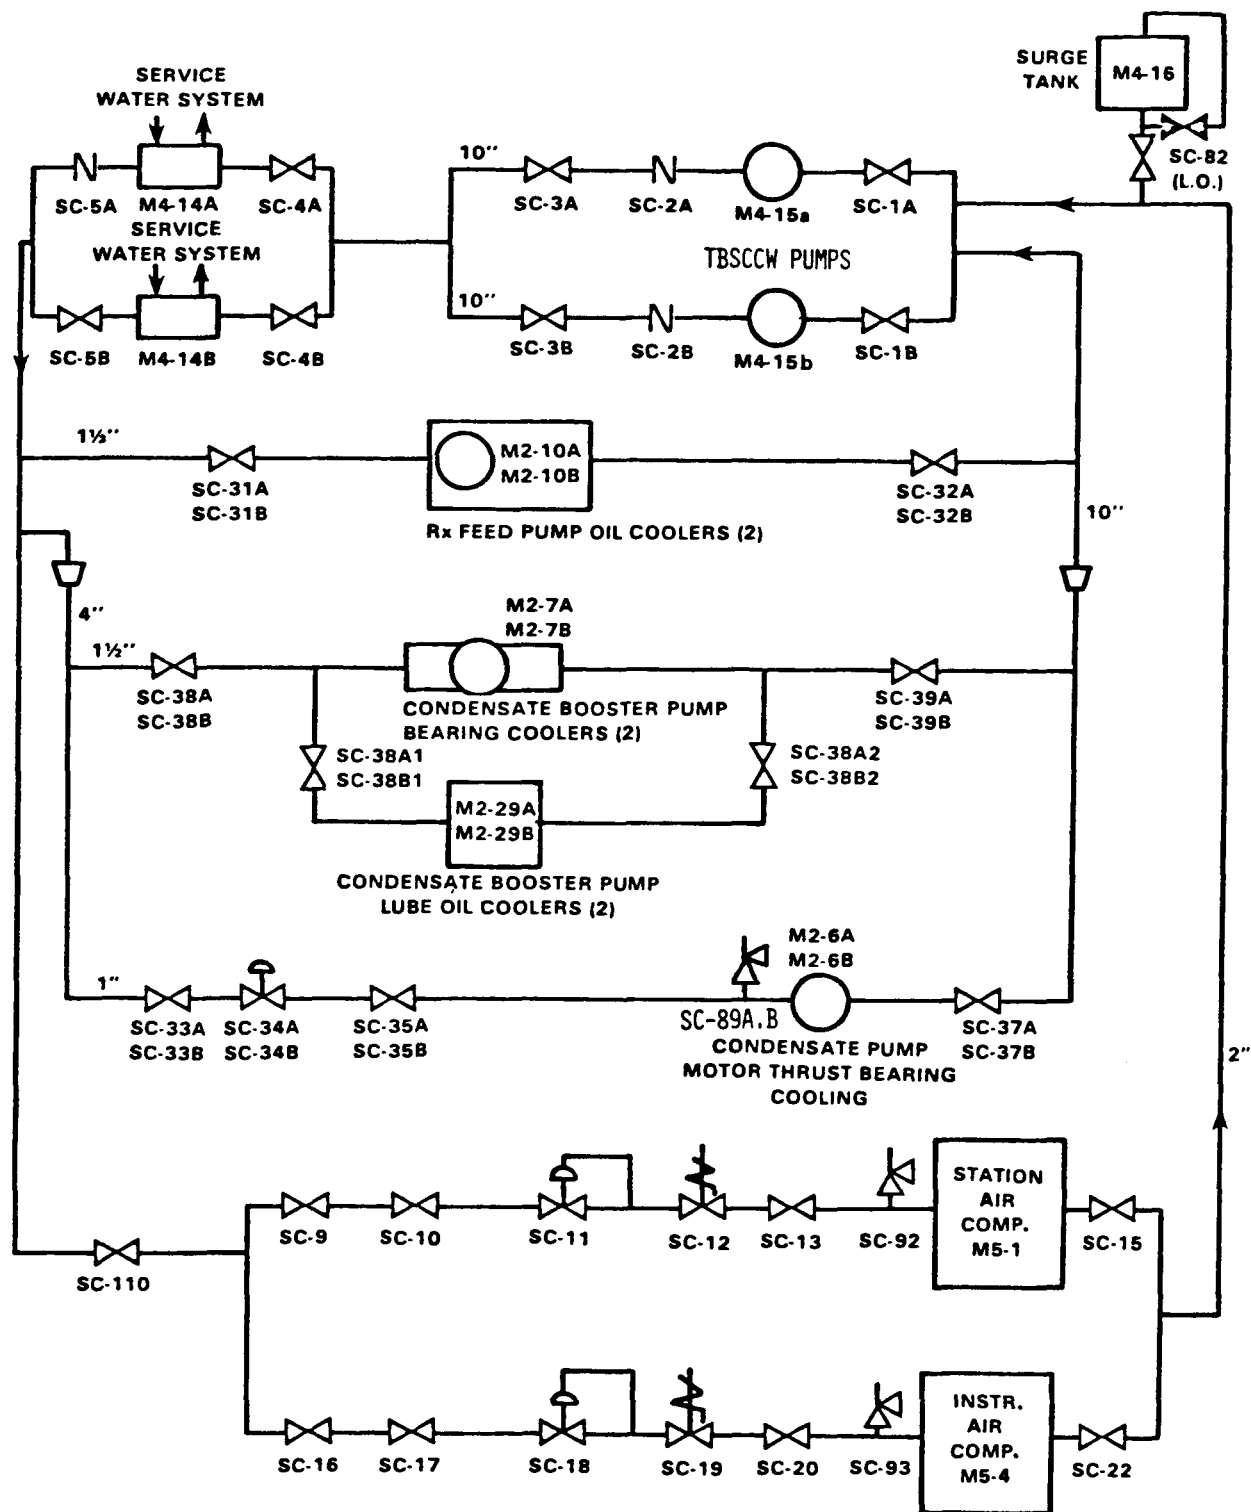 SURGE
TANK
M4-16
SC-82
(L.O.)
SERVICE
WATER SYSTEM
SC-5A
M4-14A
SC-4A
SERVICE
WATER SYSTEM
SC-5B
M4-14B
SC-4B
10"
SC-3A
SC-2A
M4-15a
SC-1A
TBSCCW PUMPS
10"
SC-3B
SC-2B
M4-15b
SC-1B
1½"
SC-31A
SC-31B
M2-10A
M2-10B
Rx FEED PUMP OIL COOLERS (2)
SC-32A
SC-32B
10"
4"
1½"
SC-38A
SC-38B
M2-7A
M2-7B
CONDENSATE BOOSTER PUMP
BEARING COOLERS (2)
SC-39A
SC-39B
SC-38A1
SC-38B1
SC-38A2
SC-38B2
M2-29A
M2-29B
CONDENSATE BOOSTER PUMP
LUBE OIL COOLERS (2)
1"
SC-33A
SC-33B
SC-34A
SC-34B
SC-35A
SC-35B
SC-89A.B
M2-6A
M2-6B
CONDENSATE PUMP
MOTOR THRUST BEARING
COOLING
SC-37A
SC-37B
2"
SC-110
SC-9
SC-10
SC-11
SC-12
SC-13
SC-92
STATION
AIR
COMP.
M5-1
SC-15
SC-16
SC-17
SC-18
SC-19
SC-20
SC-93
INSTR.
AIR
COMP.
M5-4
SC-22